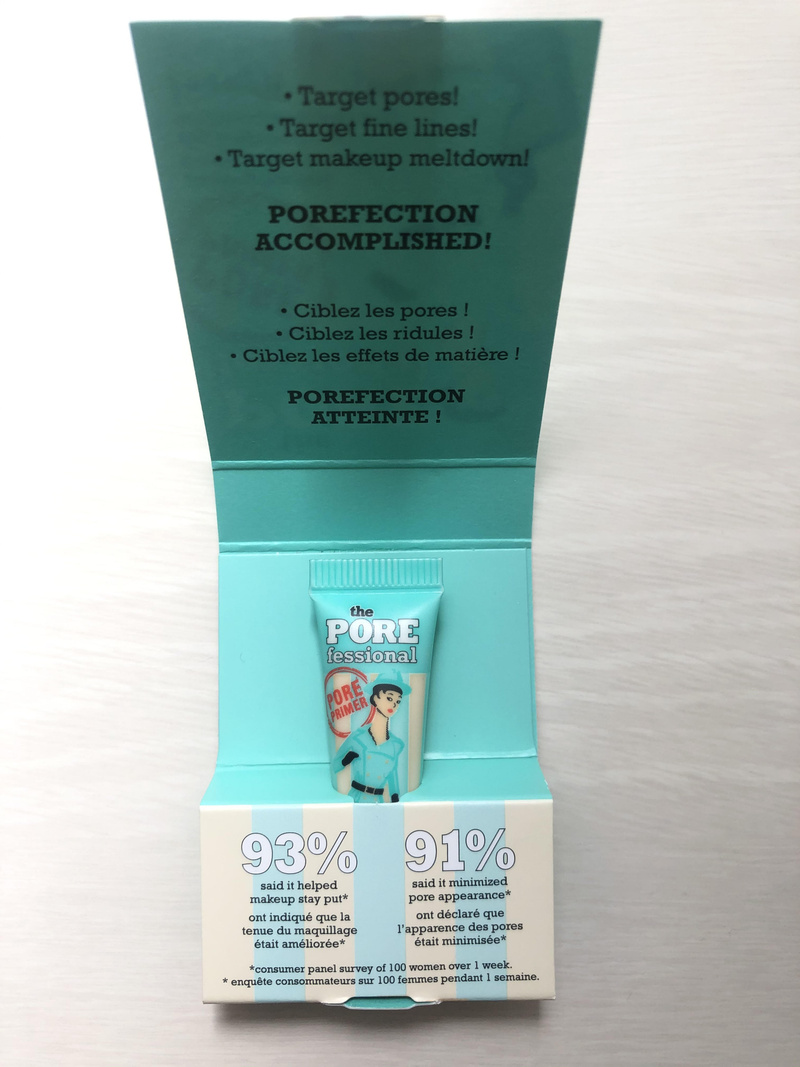 • Target pores!
• Target fine lines!
• Target makeup meltdown!
POREFECTION
ACCOMPLISHED!
• Ciblez les pores !
• Ciblez les ridules !
• Ciblez les effets de matière !
POREFECTION
ATTEINTE !
the
PORE
fessional
PORE
PRIMER
93%
said it helped
makeup stay put*
ont indiqué que la
tenue du maquillage
était améliorée*
91%
said it minimized
pore appearance*
ont déclaré que
l'apparence des pores
était minimisée*
*consumer panel survey of 100 women over 1 week.
* enquête consommateurs sur 100 femmes pendant 1 semaine.